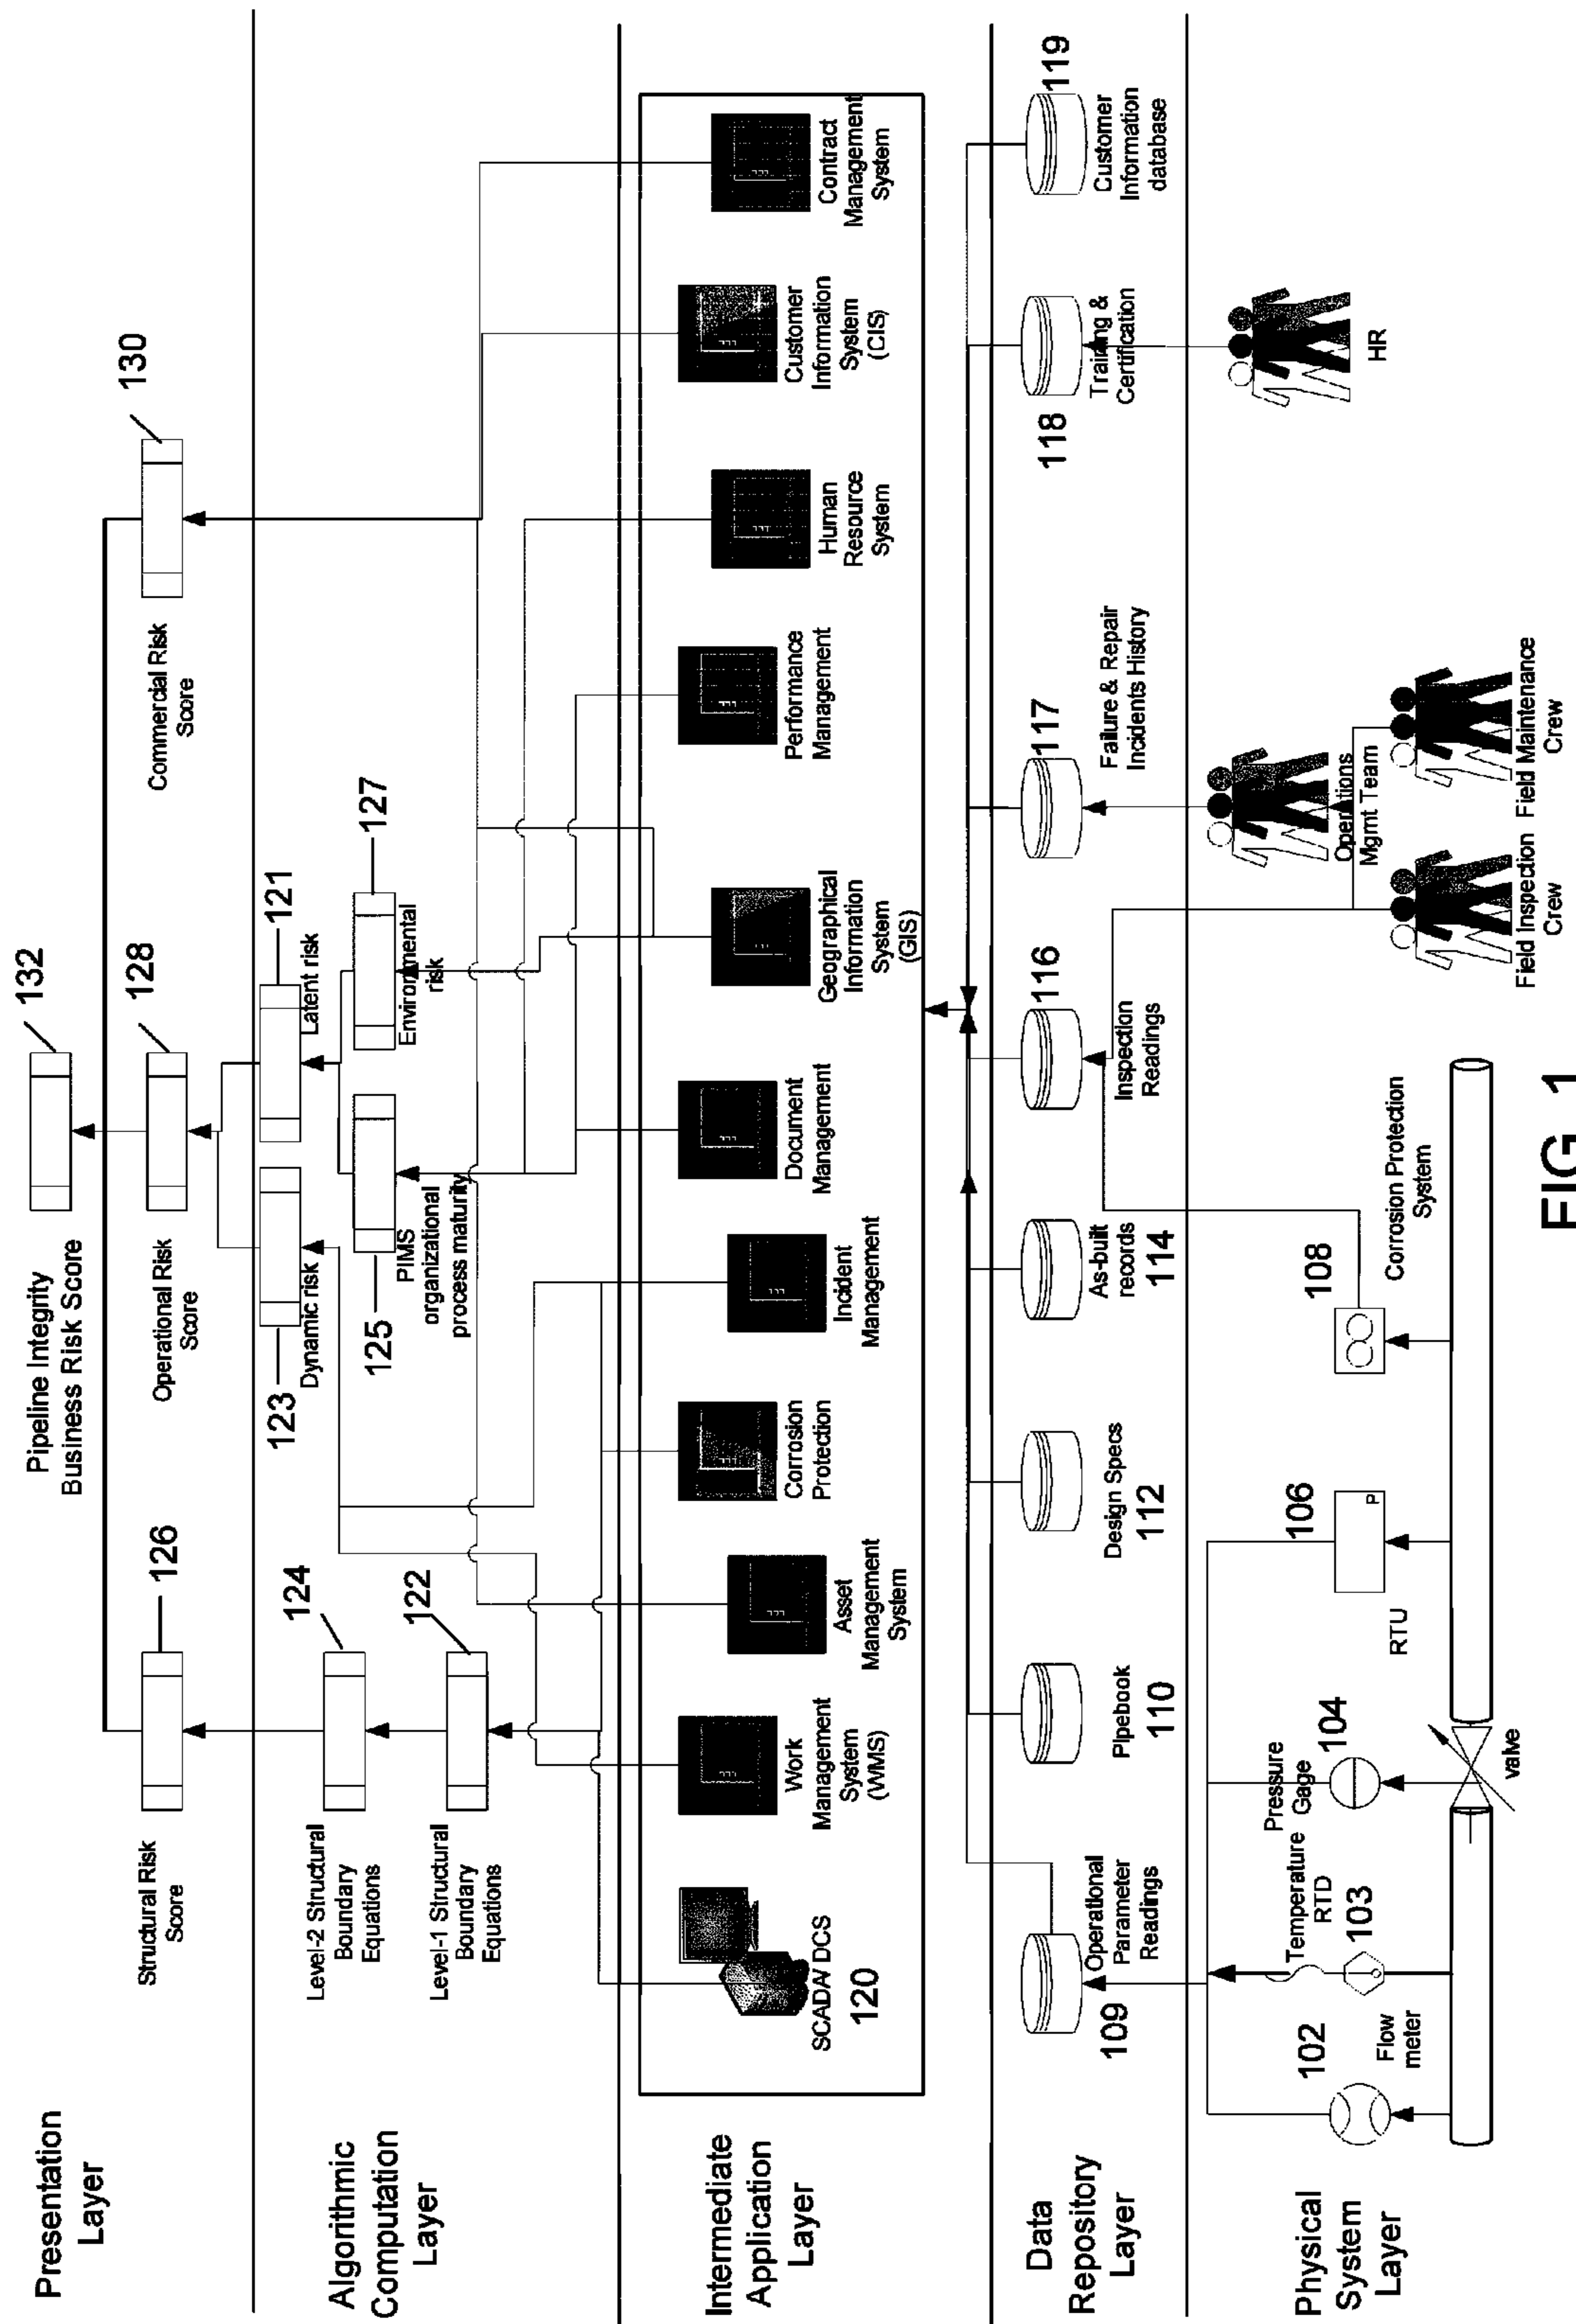 Presentation
Layer
Pipeline Integrity
Business Risk Score
132
Structural Risk
Score
126
Operational Risk
Score
128
Commercial Risk
Score
130
Algorithmic
Computation
Layer
Level-2 Structural
Boundary
Equations
124
Level-1 Structural
Boundary
Equations
122
123
Dynamic risk
121
Latent risk
125
PIMS
organizational
process maturity
127
Environmental
risk
Intermediate
Application
Layer
SCADA/ DCS
120
Work
Management
System
(WMS)
Asset
Management
System
Corrosion
Protection
Incident
Management
Document
Management
Geographical
Information
System
(GIS)
Performance
Management
Human
Resource
System
Customer
Information
System
(CIS)
Contract
Management
System
Data
Repository
Layer
109
Operational
Parameter
Readings
Pipebook
110
Design Specs
112
As-built
records
114
116
Inspection
Readings
117
Failure & Repair
Incidents History
118
Training &
Certification
119
Customer
Information
database
Physical
System
Layer
102
Flow
meter
Temperature
RTD
103
Pressure
Gage
104
valve
106
P
RTU
108
Corrosion Protection
System
Operations
Mgmt Team
Field Inspection
Crew
Field Maintenance
Crew
HR
FIG. 1